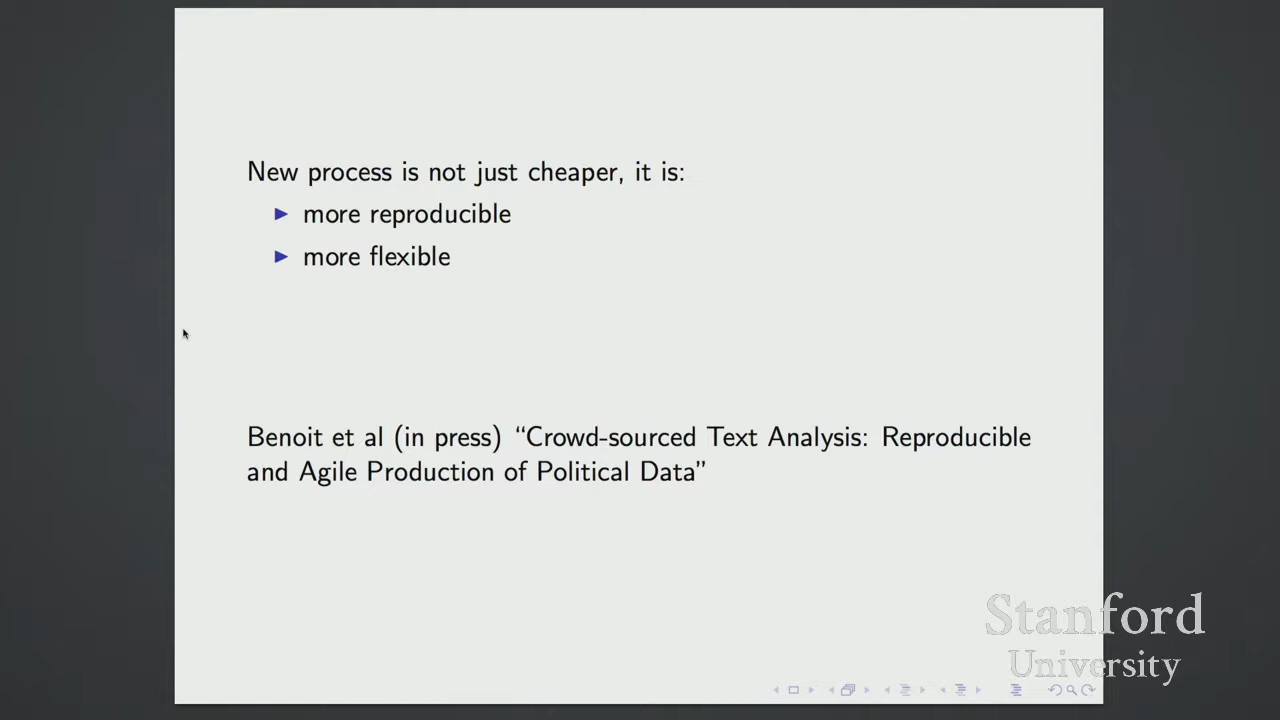 New process is not just cheaper, it is:
more reproducible
more flexible
Benoit et al (in press) “Crowd-sourced Text Analysis: Reproducible
and Agile Production of Political Data”
Stanford
University